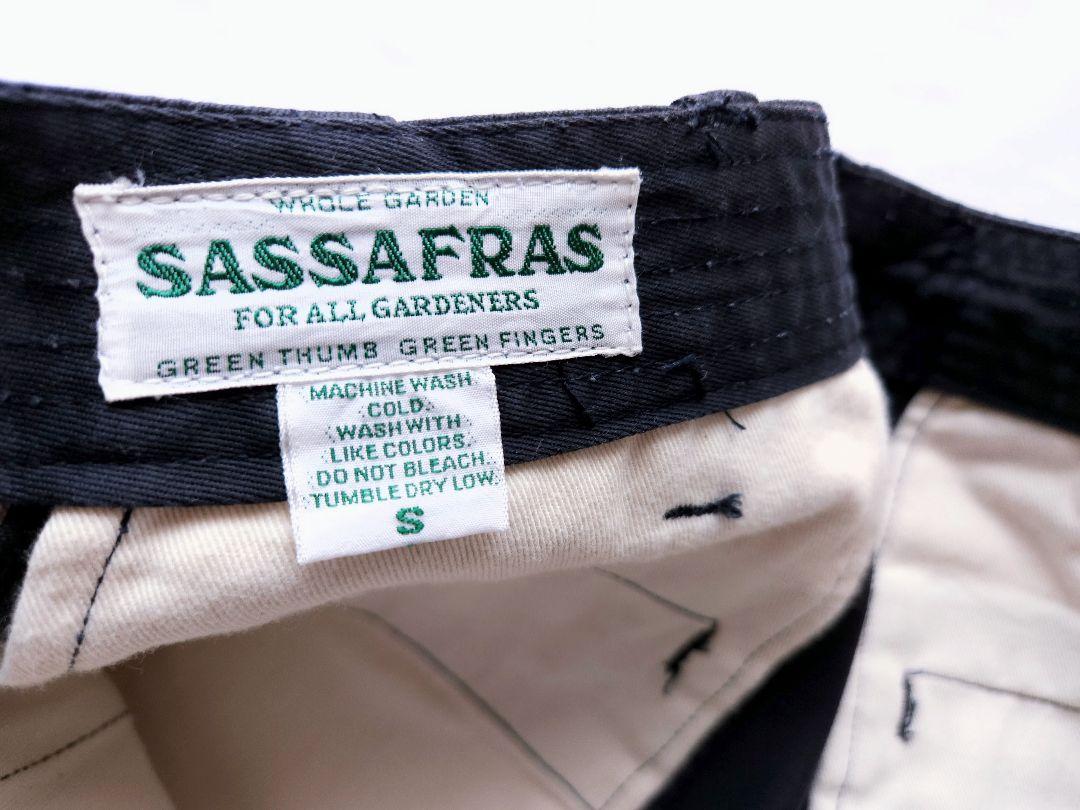 WHOLE GARDEN
SASSAFRAS
FOR ALL GARDENERS
GREEN THUMB GREEN FINGERS
MACHINE WASH
COLD.
WASH WITH
LIKE COLORS.
DO NOT BLEACH.
TUMBLE DRY LOW.
S